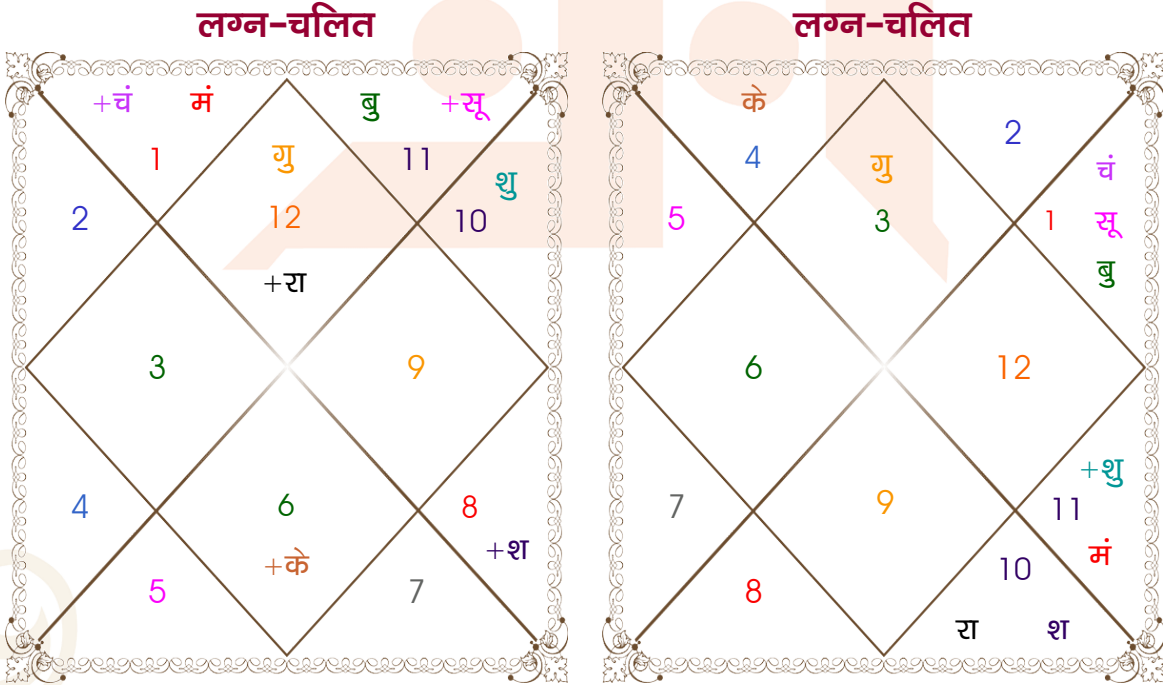 लग्न-चलित
+चं मं बु +सू
1 गु 11
शु
2 12 10
+रा
3 9
4 6 8
+श
+के
5 7
लग्न-चलित
के
4 2
गु चं
5 3 1 सू
बु
6 12
+शु
7 9 11
मं
8 10
रा श